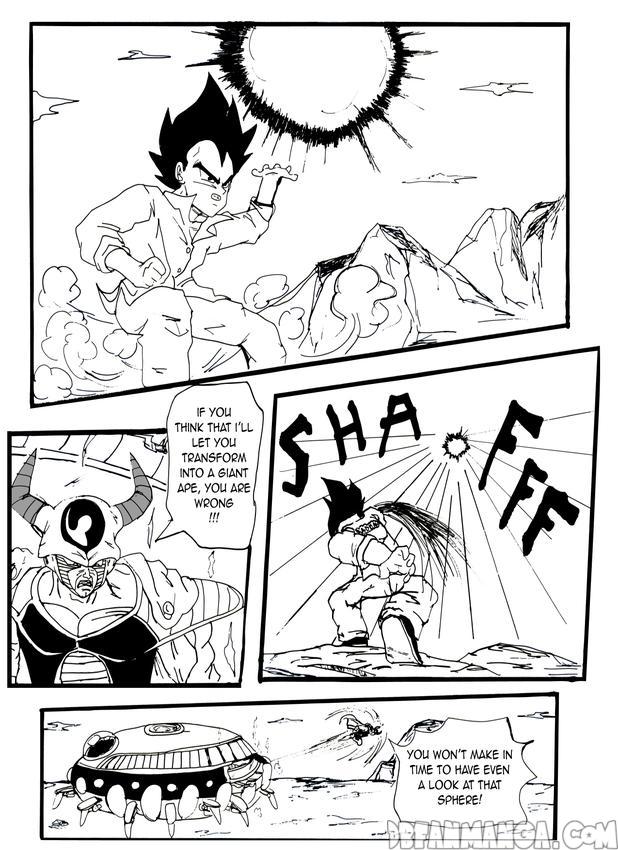 IF YOU
THINK THAT I'LL
LET YOU
TRANSFORM
INTO A GIANT
APE, YOU ARE
WRONG
!!!
SHA
FFF
YOU WON'T MAKE IN
TIME TO HAVE EVEN
A LOOK AT THAT
SPHERE!
DBFANMANGA.COM